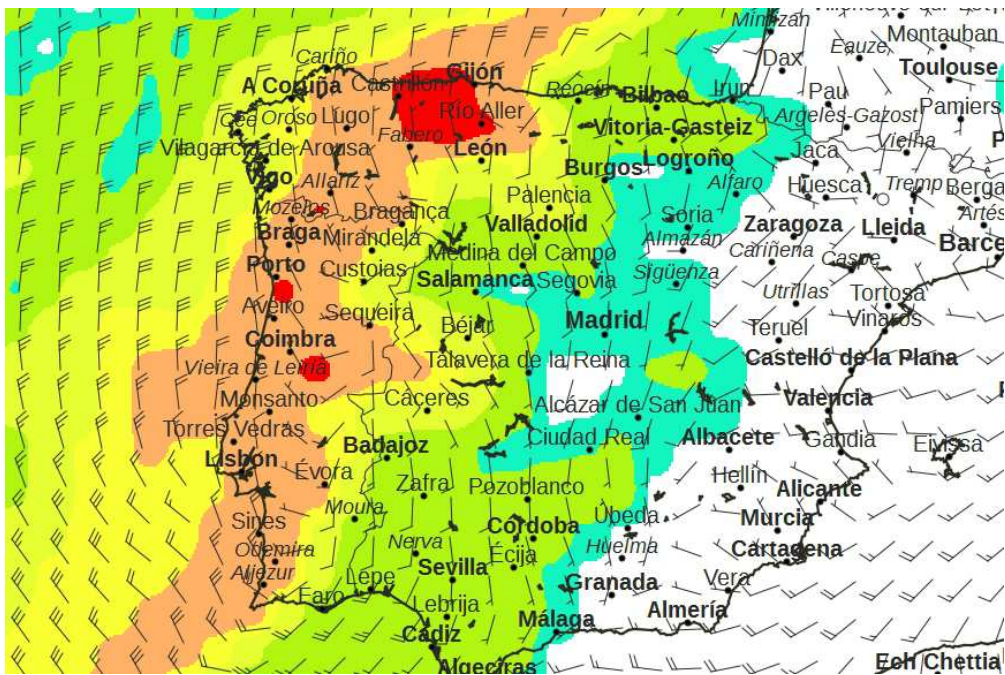 Mimizan
Montauban
Cariño
Dax
Eauze
A Coruña
Castrillon
Gijón
Reocín
Bilbao
Irun
Toulouse
Cee
Oroso
Lugo
Río Aller
Pau
Pamiers
Fabero
Vitoria-Gasteiz
Argeles-Gazost
Vilagarcía de Arousa
León
Logroño
Jaca
Vielha
Vigo
Allariz
Burgos
Alfaro
Huesca
Tremp
Berga
Mozelos
Bragança
Palencia
Soria
Artés
Braga
Mirandela
Valladolid
Almazán
Zaragoza
Lleida
Barce
Porto
Custoias
Medina del Campo
Cariñena
Caspe
Salamanca
Segovia
Sigüenza
Aveiro
Sequeira
Béjar
Madrid
Utrillas
Tortosa
Coimbra
Teruel
Vinaròs
Vieira de Leiria
Talavera de la Reina
Castelló de la Plana
Monsanto
Cáceres
Alcázar de San Juan
Valencia
Torres Vedras
Badajoz
Ciudad Real
Albacete
Gandia
Eivissa
Lisbon
Évora
Zafra
Pozoblanco
Hellín
Alicante
Sines
Moura
Córdoba
Úbeda
Murcia
Odemira
Nerva
Écija
Huelma
Cartagena
Aljezur
Lepe
Sevilla
Granada
Vera
Faro
Lebrija
Málaga
Almería
Cádiz
Algeciras
Ech Chettia